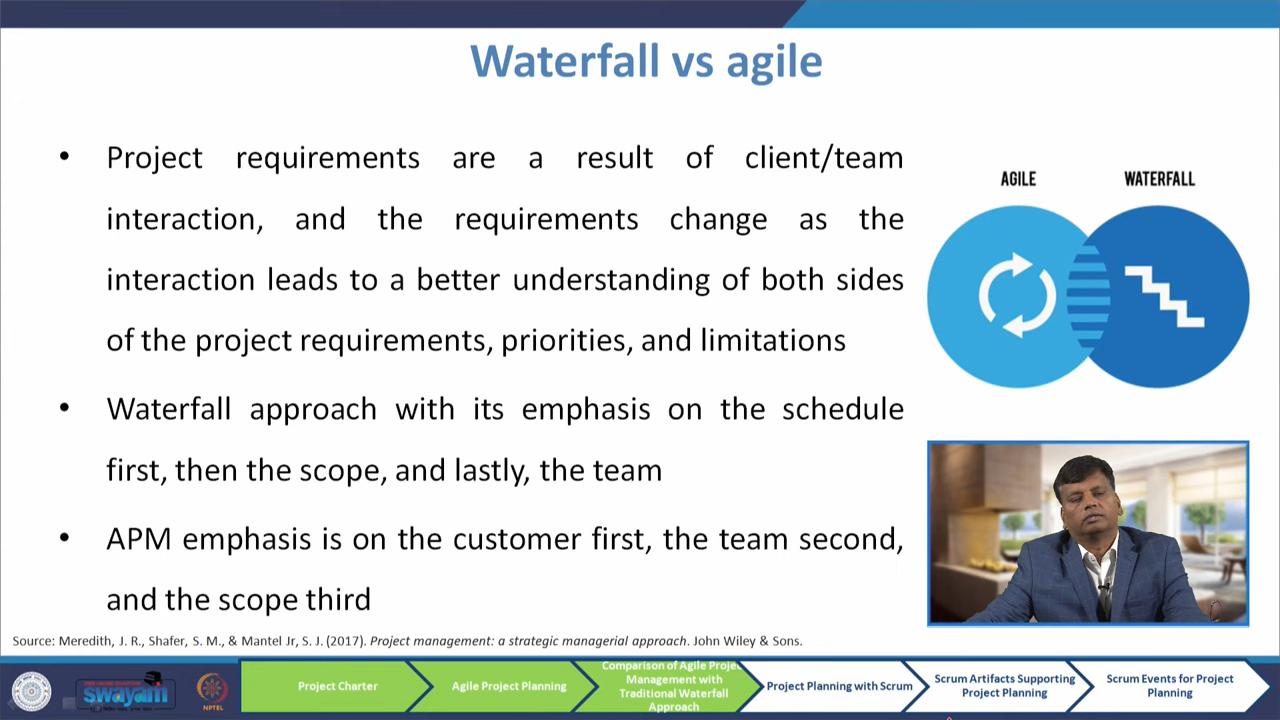 Waterfall vs agile
• Project requirements are a result of client/team
interaction, and the requirements change as the
interaction leads to a better understanding of both sides
of the project requirements, priorities, and limitations
• Waterfall approach with its emphasis on the schedule
first, then the scope, and lastly, the team
• APM emphasis is on the customer first, the team second,
and the scope third
AGILE
WATERFALL
Source: Meredith, J. R., Shafer, S. M., & Mantel Jr, S. J. (2017). Project management: a strategic managerial approach. John Wiley & Sons.
swayam
NPTEL
Project Charter
Agile Project Planning
Comparison of Agile Proje
Management with
Traditional Waterfall
Approach
Project Planning with Scrum
Scrum Artifacts Supporting
Project Planning
Scrum Events for Project
Planning